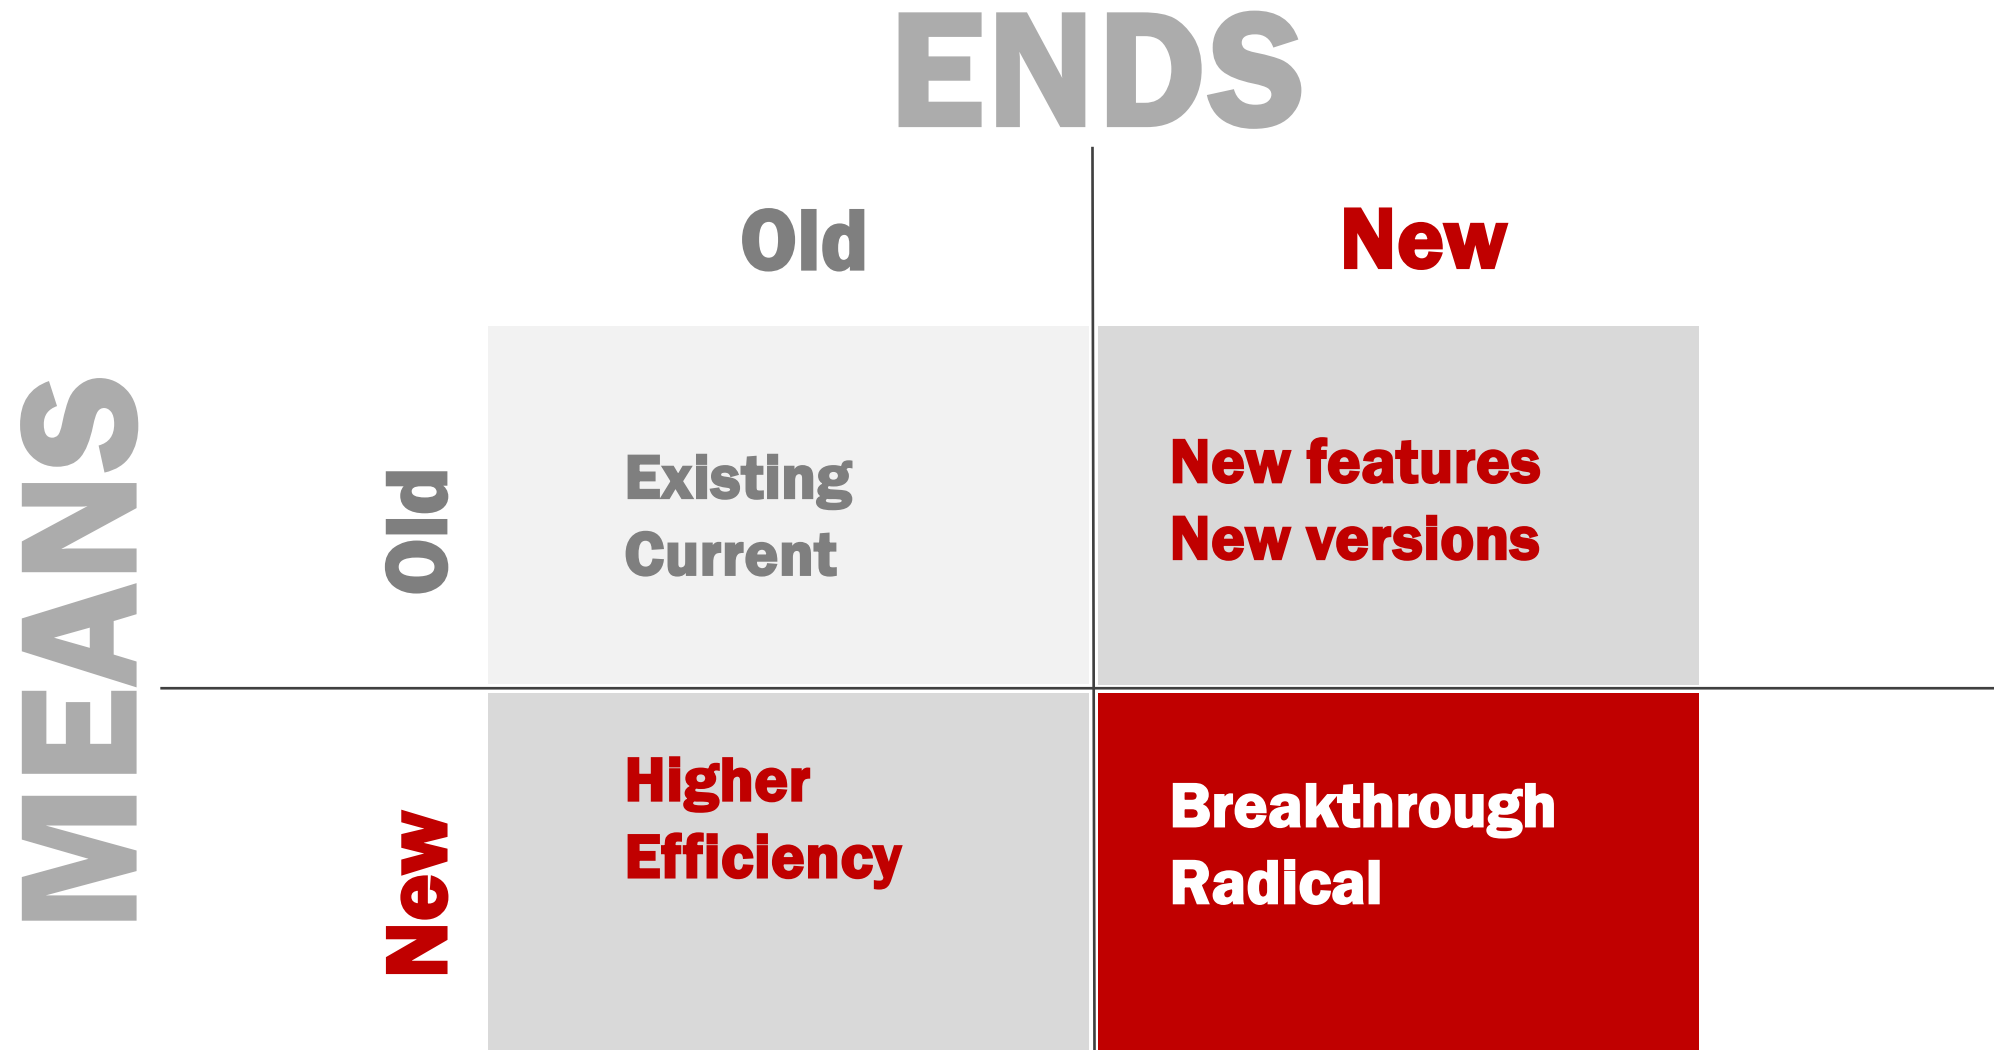 ENDS
Old
New
MEANS
Old
Existing
Current
New features
New versions
New
Higher
Efficiency
Breakthrough
Radical